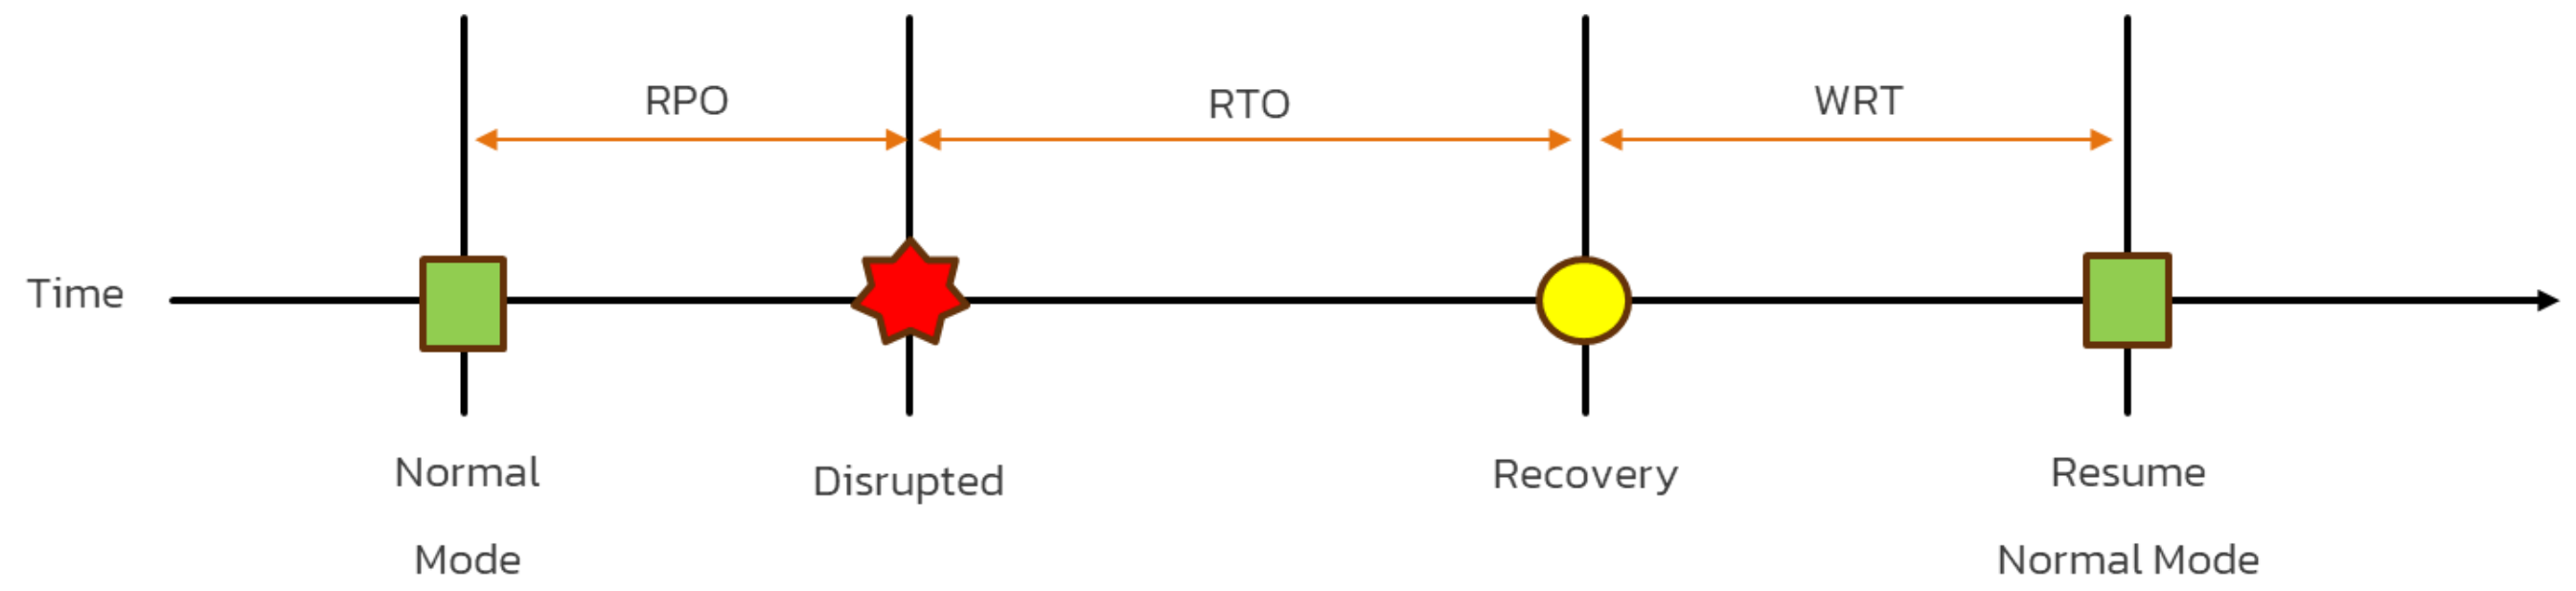 RPO
RTO
WRT
Time
Normal
Mode
Disrupted
Recovery
Resume
Normal Mode